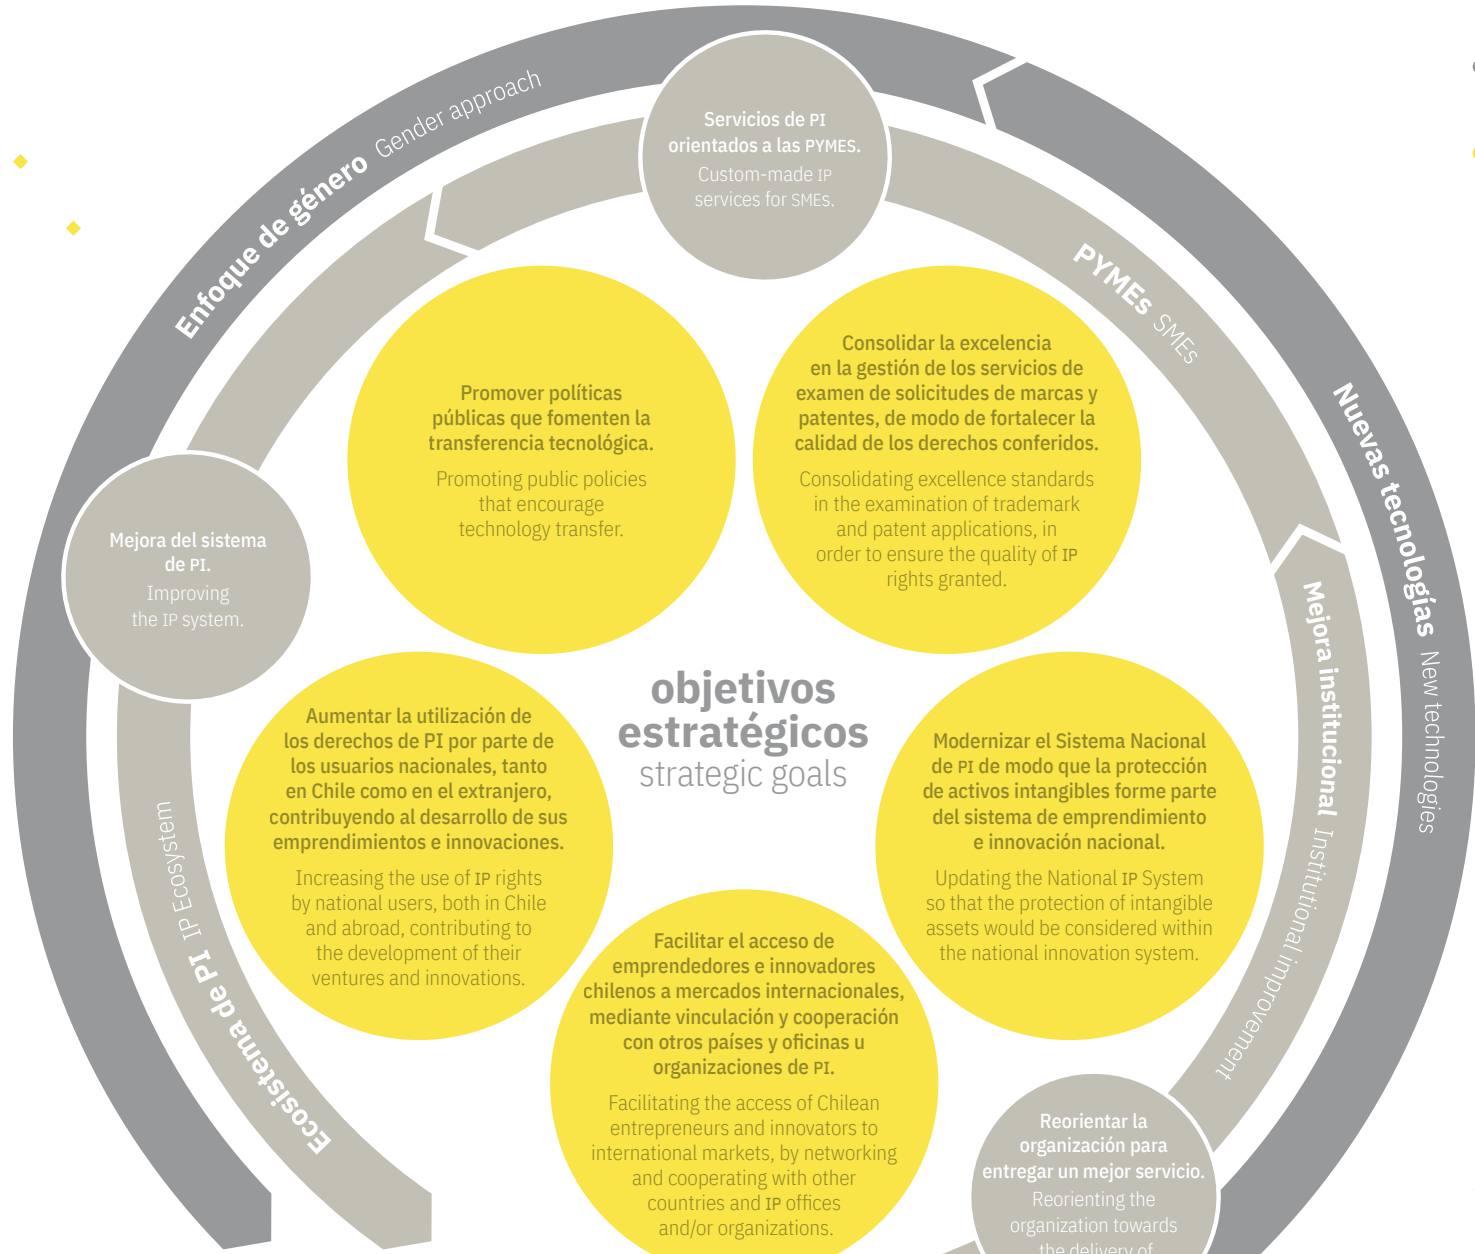 Enfoque de género Gender approach
Servicios de PI
orientados a las PYMES.
Custom-made IP
services for SMEs.
PYMEs SMEs
Nuevas tecnologías New technologies
Promover políticas
públicas que fomenten la
transferencia tecnológica.
Promoting public policies
that encourage
technology transfer.
Consolidar la excelencia
en la gestión de los servicios de
examen de solicitudes de marcas y
patentes, de modo de fortalecer la
calidad de los derechos conferidos.
Consolidating excellence standards
in the examination of trademark
and patent applications, in
order to ensure the quality of IP
rights granted.
Mejora del sistema
de PI.
Improving
the IP system.
Mejora institucional Institutional improvement
objetivos
estratégicos
strategic goals
Aumentar la utilización de
los derechos de PI por parte de
los usuarios nacionales, tanto
en Chile como en el extranjero,
contribuyendo al desarrollo de sus
emprendimientos e innovaciones.
Increasing the use of IP rights
by national users, both in Chile
and abroad, contributing to
the development of their
ventures and innovations.
Modernizar el Sistema Nacional
de PI de modo que la protección
de activos intangibles forme parte
del sistema de emprendimiento
e innovación nacional.
Updating the National IP System
so that the protection of intangible
assets would be considered within
the national innovation system.
Ecosistema de PI IP Ecosystem
Facilitar el acceso de
emprendedores e innovadores
chilenos a mercados internacionales,
mediante vinculación y cooperación
con otros países y oficinas u
organizaciones de PI.
Facilitating the access of Chilean
entrepreneurs and innovators to
international markets, by networking
and cooperating with other
countries and IP offices
and/or organizations.
Reorientar la
organización para
entregar un mejor servicio.
Reorienting the
organization towards
the delivery of